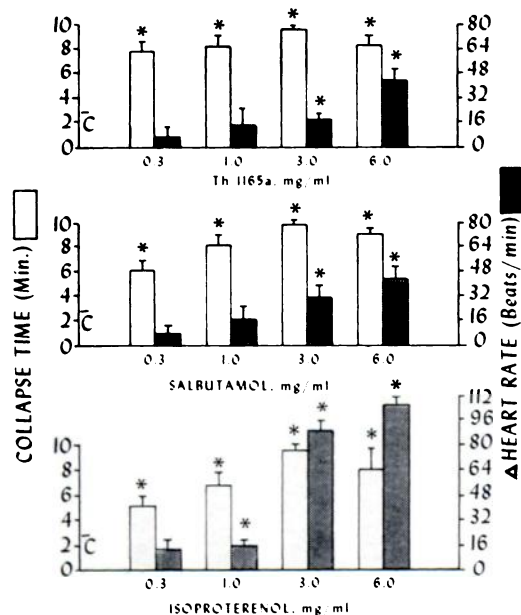 COLLAPSE TIME (Min.)
10
8
6
4
2
0
C̄
* * * * * *
80
64
48
32
16
0
0.3 1.0 3.0 6.0
Th 1165a, mg/ml
10
8
6
4
2
0
C̄
* * * * * *
80
64
48
32
16
0
0.3 1.0 3.0 6.0
SALBUTAMOL, mg/ml
10
8
6
4
2
0
C̄
* * * * * * *
112
96
80
64
48
32
16
0
0.3 1.0 3.0 6.0
ISOPROTERENOL, mg/ml
▲HEART RATE (Beats/min)